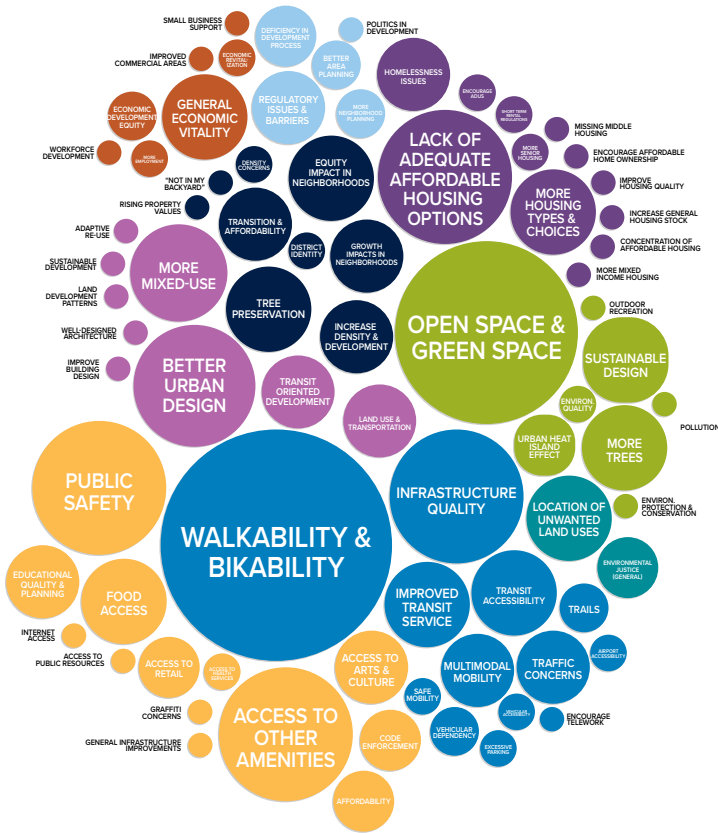 SMALL BUSINESS
SUPPORT
DEFICIENCY IN
DEVELOPMENT
PROCESS
POLITICS IN
DEVELOPMENT
IMPROVED
COMMERCIAL AREAS
ECONOMIC
REVITAL-
IZATION
BETTER
AREA
PLANNING
HOMELESSNESS
ISSUES
ENCOURAGE
ADUS
ECONOMIC
DEVELOPMENT
EQUITY
GENERAL
ECONOMIC
VITALITY
REGULATORY
ISSUES &
BARRIERS
MORE
NEIGHBORHOOD
PLANNING
SHORT TERM
RENTAL
REGULATIONS
MISSING MIDDLE
HOUSING
WORKFORCE
DEVELOPMENT
MORE
EMPLOYMENT
DENSITY
CONCERNS
EQUITY
IMPACT IN
NEIGHBORHOODS
LACK OF
ADEQUATE
AFFORDABLE
HOUSING
OPTIONS
MORE
SENIOR
HOUSING
ENCOURAGE AFFORDABLE
HOME OWNERSHIP
"NOT IN MY
BACKYARD"
IMPROVE
HOUSING QUALITY
RISING PROPERTY
VALUES
TRANSITION &
AFFORDABILITY
MORE
HOUSING
TYPES &
CHOICES
INCREASE GENERAL
HOUSING STOCK
ADAPTIVE
RE-USE
DISTRICT
IDENTITY
GROWTH
IMPACTS IN
NEIGHBORHOODS
CONCENTRATION OF
AFFORDABLE HOUSING
SUSTAINABLE
DEVELOPMENT
MORE
MIXED-USE
MORE MIXED
INCOME HOUSING
LAND
DEVELOPMENT
PATTERNS
TREE
PRESERVATION
OUTDOOR
RECREATION
WELL-DESIGNED
ARCHITECTURE
INCREASE
DENSITY &
DEVELOPMENT
OPEN SPACE &
GREEN SPACE
SUSTAINABLE
DESIGN
IMPROVE
BUILDING
DESIGN
BETTER
URBAN
DESIGN
TRANSIT
ORIENTED
DEVELOPMENT
ENVIRON.
QUALITY
POLLUTION
LAND USE &
TRANSPORTATION
URBAN HEAT
ISLAND
EFFECT
MORE
TREES
PUBLIC
SAFETY
INFRASTRUCTURE
QUALITY
LOCATION OF
UNWANTED
LAND USES
ENVIRON.
PROTECTION &
CONSERVATION
WALKABILITY &
BIKABILITY
ENVIRONMENTAL
JUSTICE
(GENERAL)
EDUCATIONAL
QUALITY &
PLANNING
FOOD
ACCESS
IMPROVED
TRANSIT
SERVICE
TRANSIT
ACCESSIBILITY
TRAILS
INTERNET
ACCESS
ACCESS TO
PUBLIC RESOURCES
ACCESS TO
RETAIL
ACCESS TO
HEALTH
SERVICES
ACCESS TO
ARTS &
CULTURE
MULTIMODAL
MOBILITY
TRAFFIC
CONCERNS
AIRPORT
ACCESSIBILITY
SAFE
MOBILITY
GRAFFITI
CONCERNS
VEHICULAR
ACCESSIBILITY
ENCOURAGE
TELEWORK
ACCESS TO
OTHER
AMENITIES
CODE
ENFORCEMENT
VEHICULAR
DEPENDENCY
GENERAL INFRASTRUCTURE
IMPROVEMENTS
EXCESSIVE
PARKING
AFFORDABILITY